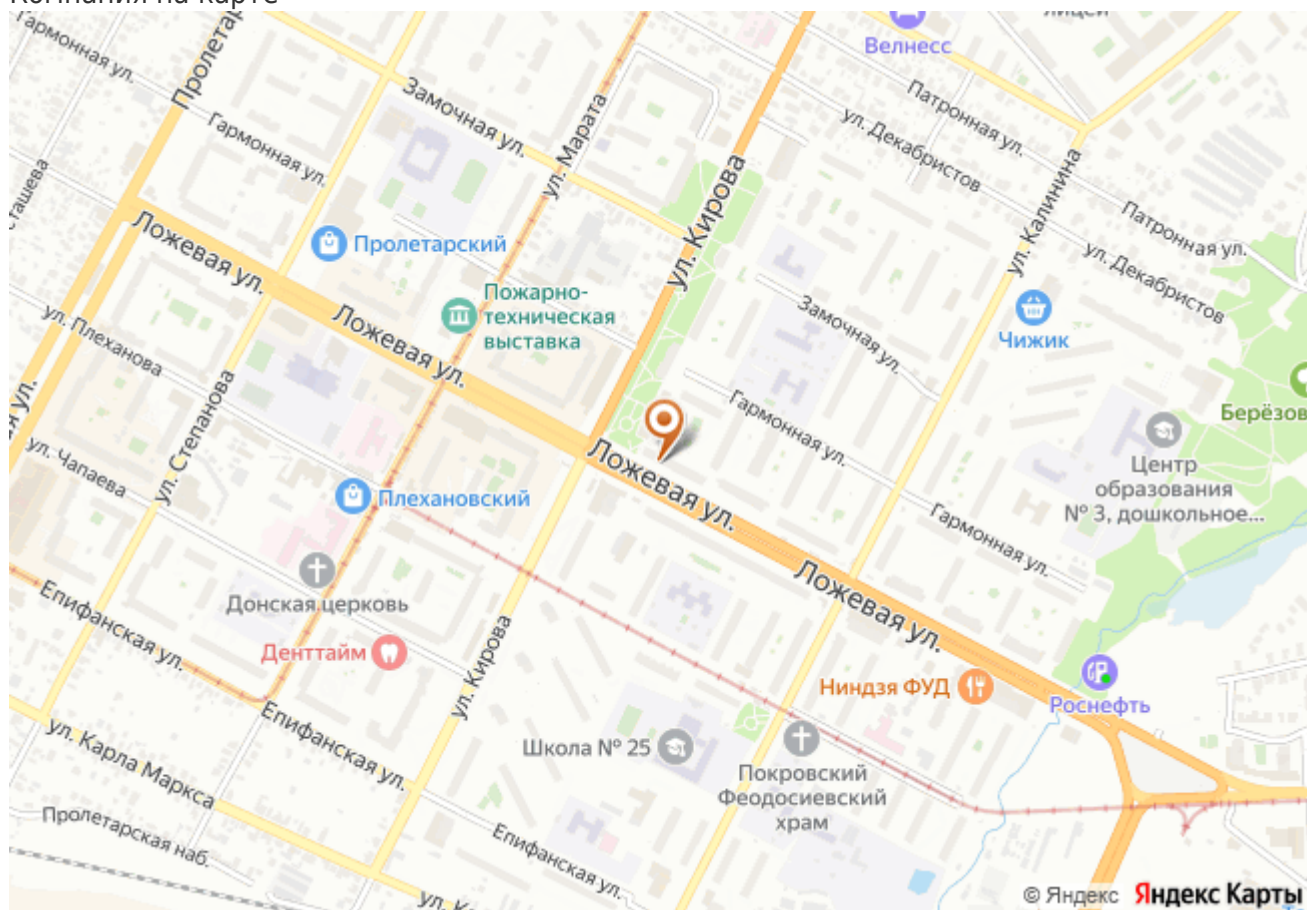 Компания на карте
Гармонная ул.
Пролетар
Велнесс
лицей
Замочная ул.
ул. Марата
Патронная ул.
ул. Декабристов
Гармонная ул.
ул. Кирова
ул. Калинина
Патронная ул.
сташева
Ложевая ул.
Пролетарский
ул. Декабристов
Пожарно-
техническая
выставка
Замочная ул.
Чижик
ул. Плеханова
Ложевая ул.
ая ул.
ул. Степанова
Гармонная ул.
Берёзов
ул. Чапаева
Ложевая ул.
Плехановский
Центр
образования
№ 3, дошкольное...
Гармонная ул.
Донская церковь
Ложевая ул.
Епифанская ул.
Денттайм
ул. Кирова
Ниндзя ФУД
Роснефть
Епифанская ул.
Школа № 25
ул. Карла Маркса
Покровский
Феодосиевский
храм
Пролетарская наб.
Епифанская ул.
© Яндекс Яндекс Карты